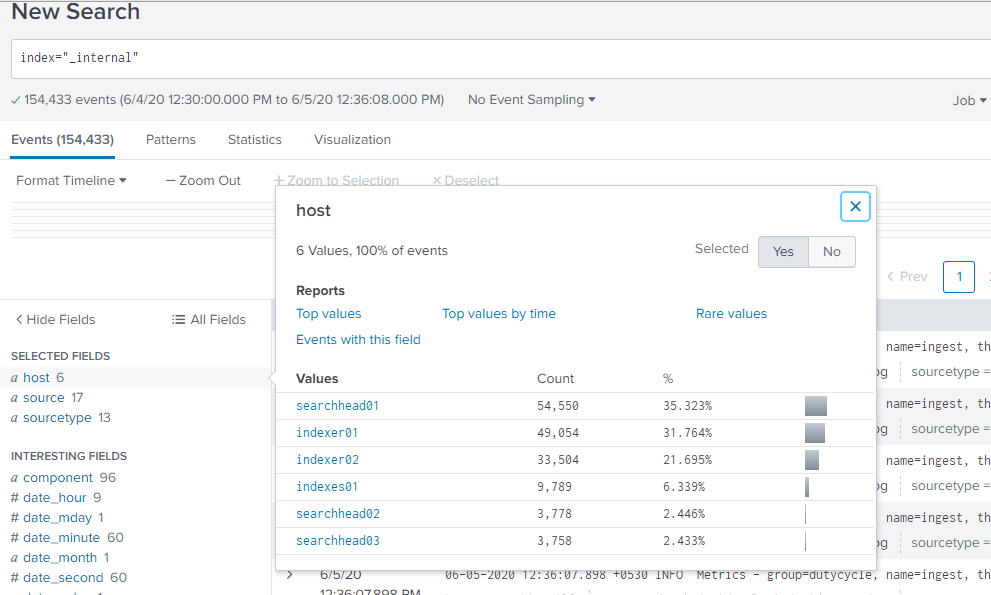 New Search
index="_internal"
✓ 154,433 events (6/4/20 12:30:00.000 PM to 6/5/20 12:36:08.000 PM) No Event Sampling ▾ Job ▾
Events (154,433) Patterns Statistics Visualization
Format Timeline ▾ — Zoom Out + Zoom to Selection × Deselect
host ×
6 Values, 100% of events Selected Yes No
Reports
Top values Top values by time Rare values
Events with this field
Values Count %
searchhead01 54,550 35.323%
indexer01 49,054 31.764%
indexer02 33,504 21.695%
indexes01 9,789 6.339%
searchhead02 3,778 2.446%
searchhead03 3,758 2.433%
< Prev 1
< Hide Fields All Fields
SELECTED FIELDS
a host 6
a source 17
a sourcetype 13
INTERESTING FIELDS
a component 96
# date_hour 9
# date_mday 1
# date_minute 60
a date_month 1
# date_second 60
name=ingest, th
og sourcetype =
name=ingest, th
og sourcetype =
name=ingest, th
og sourcetype =
name=ingest, th
og sourcetype =
> 6/5/20 06-05-2020 12:36:07.898 +0530 INFO Metrics - group=dutycycle, name=ingest, th
12:36:07.898 PM